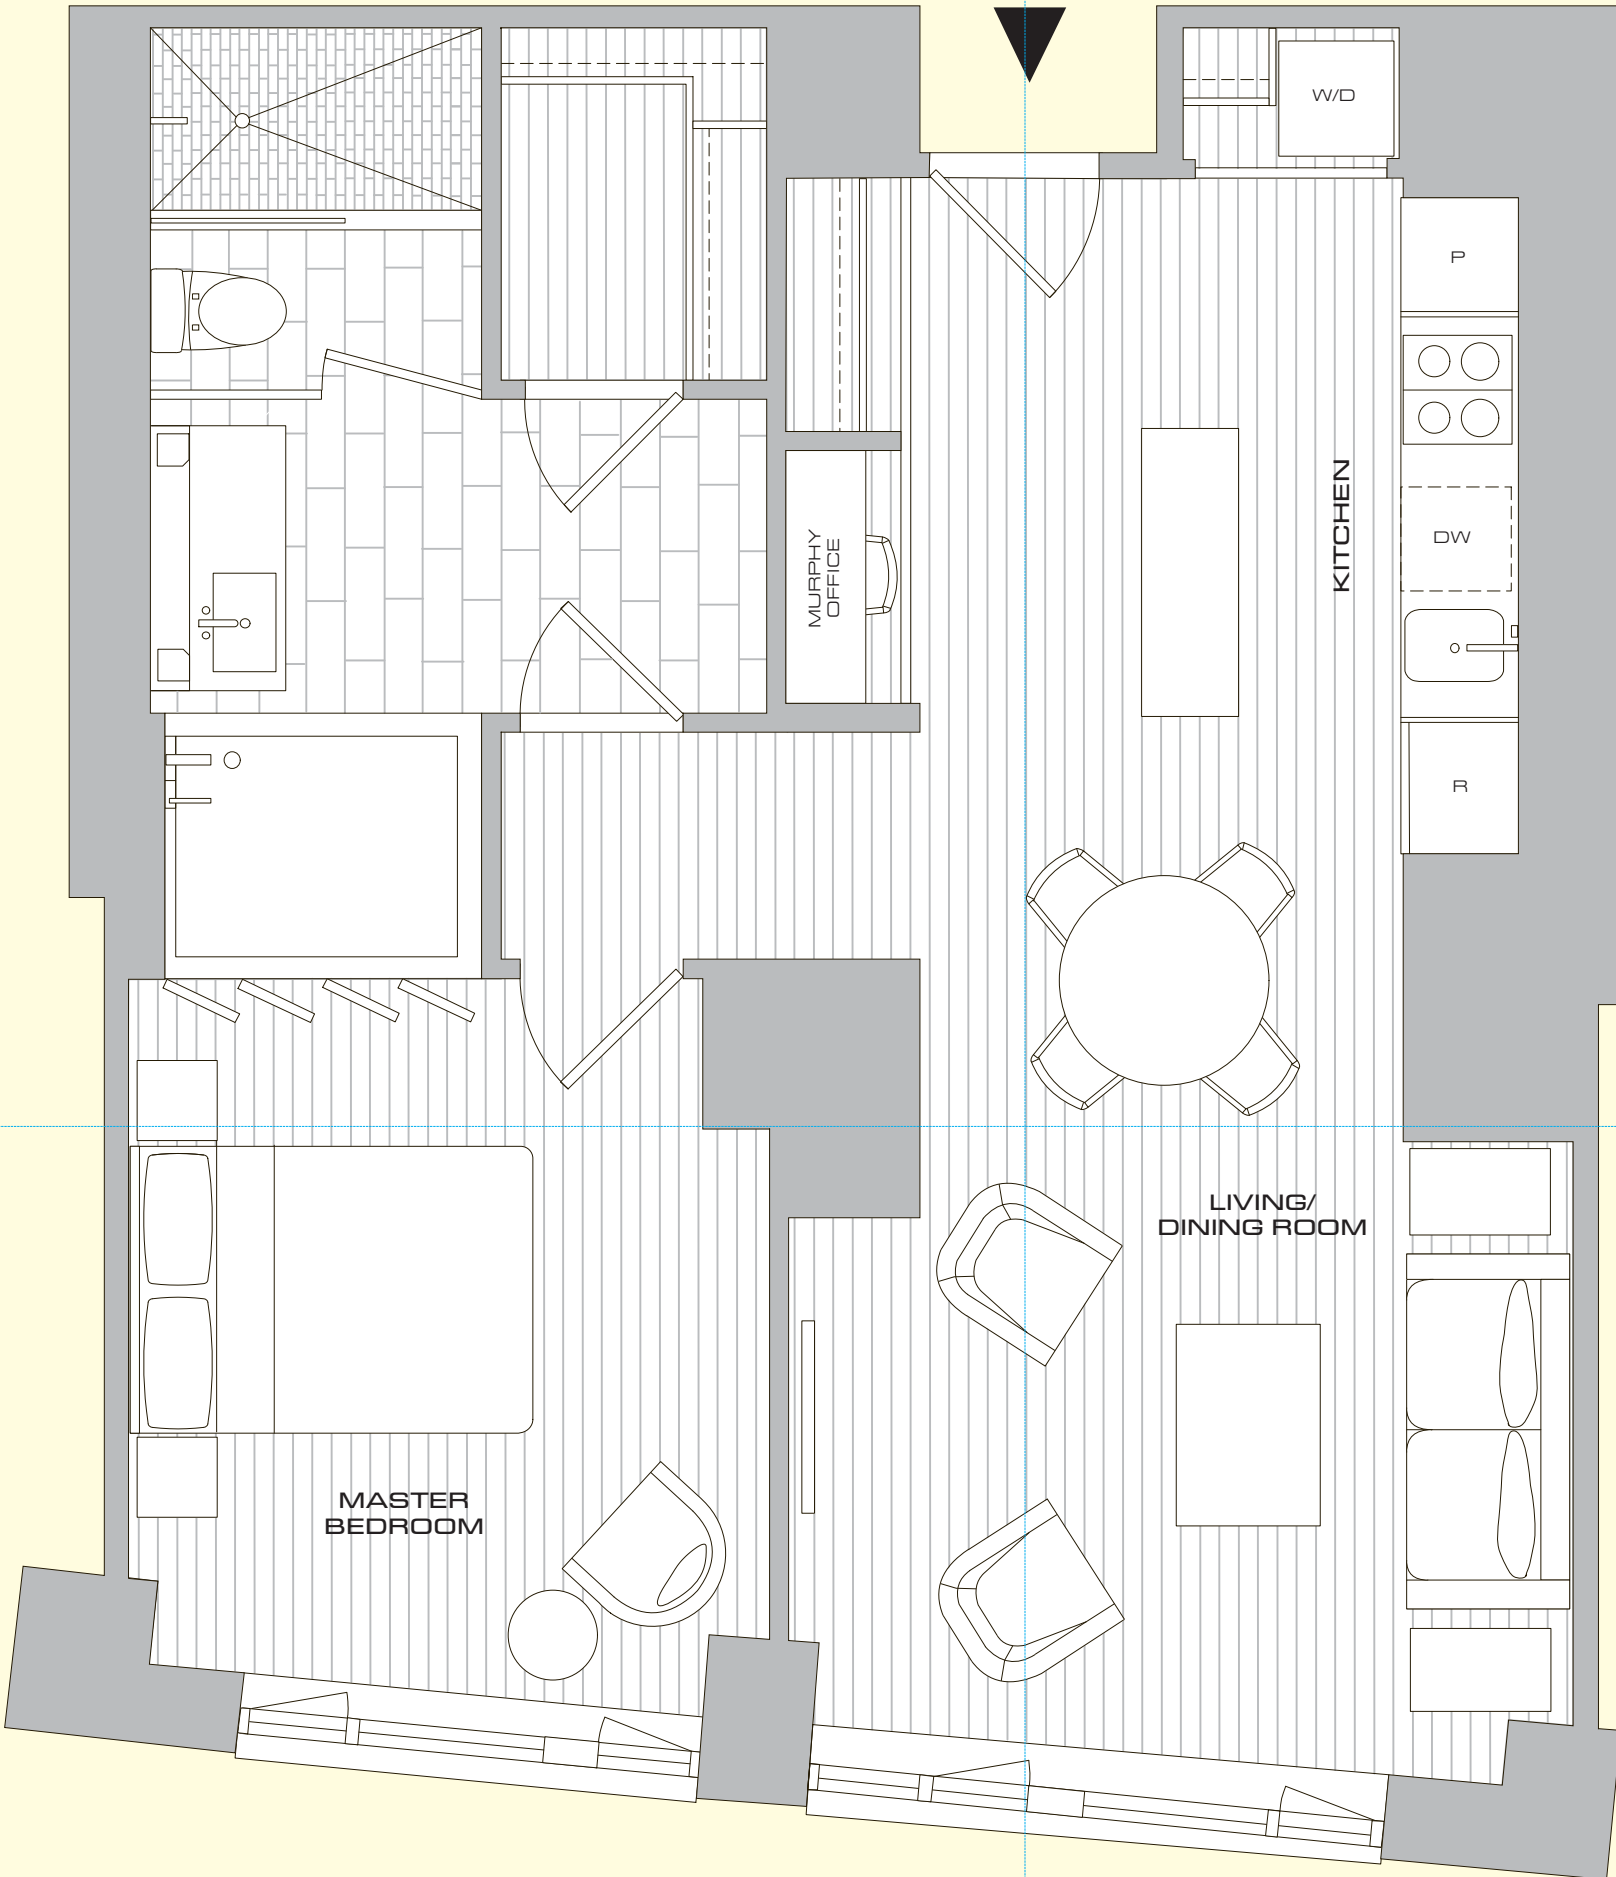 W/D
P
KITCHEN
MURPHY
OFFICE
DW
R
LIVING/
DINING ROOM
MASTER
BEDROOM